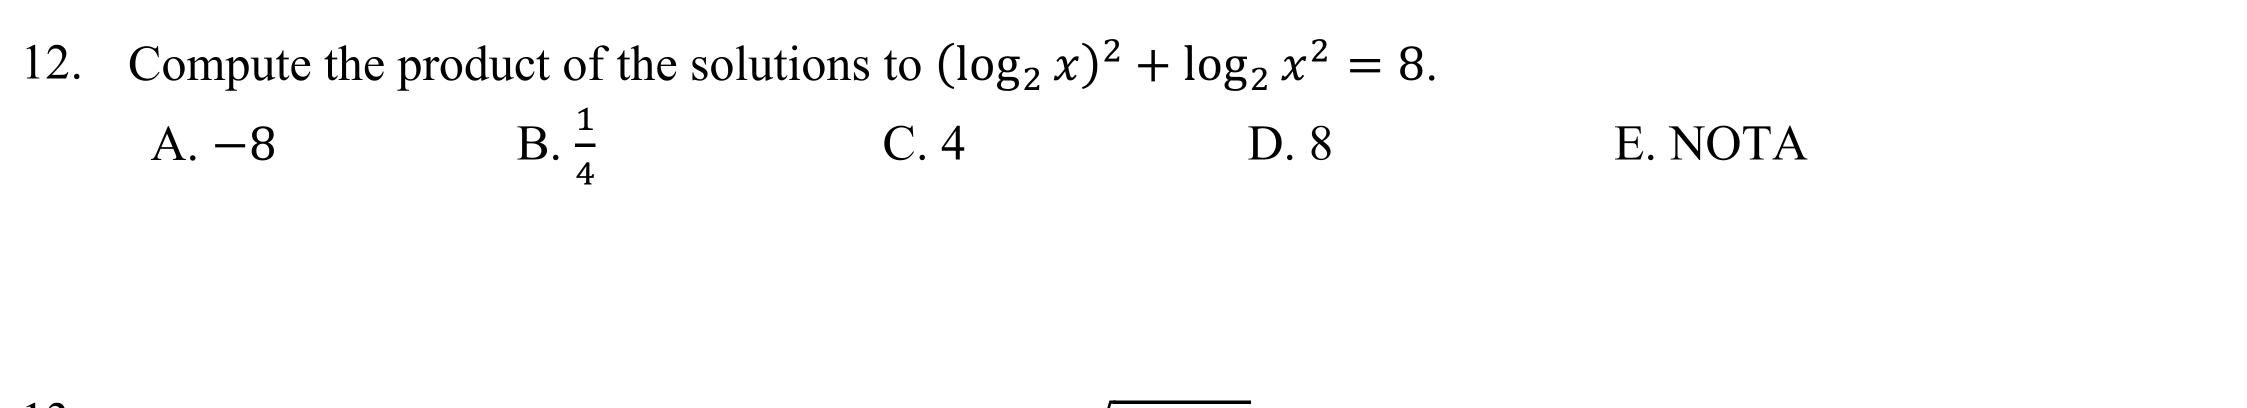 12. Compute the product of the solutions to (log₂ x)² + log₂ x² = 8.
A. −8 B. 1/4 C. 4 D. 8 E. NOTA